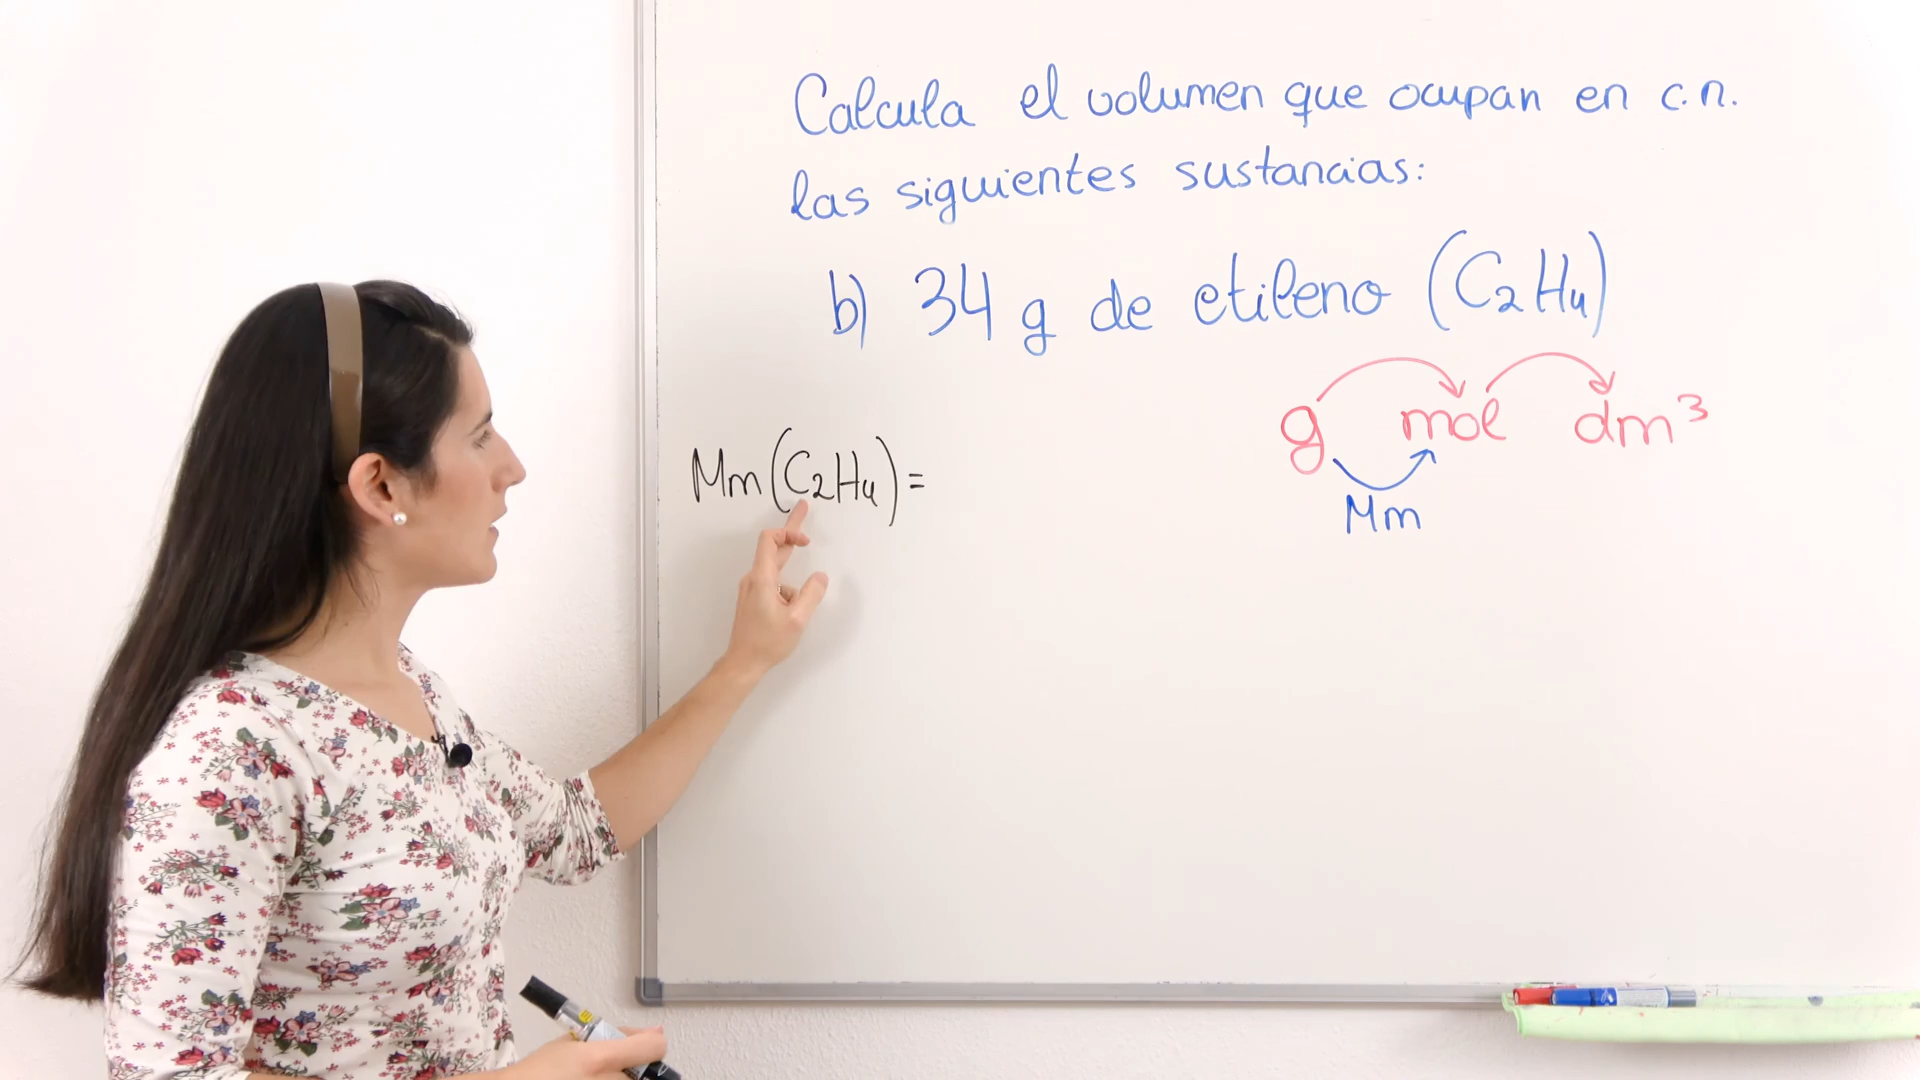 Calcula el volumen que ocupan en c.n.
las siguientes sustancias:
b) 34 g de etileno (C₂H₄)
g mol dm³
Mm
Mm(C₂H₄)=